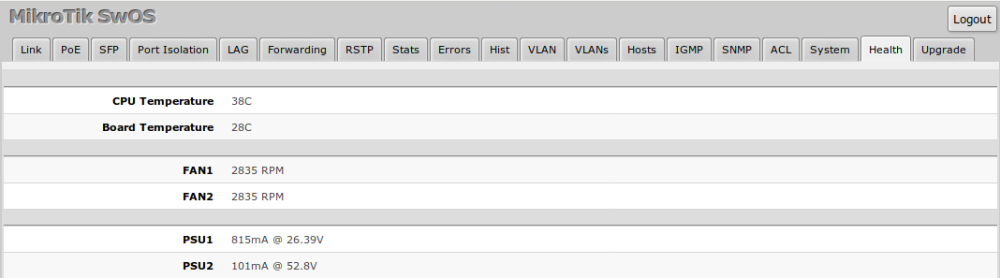 MikroTik SwOS
Logout
Link PoE SFP Port Isolation LAG Forwarding RSTP Stats Errors Hist VLAN VLANs Hosts IGMP SNMP ACL System Health Upgrade
CPU Temperature 38C
Board Temperature 28C
FAN1 2835 RPM
FAN2 2835 RPM
PSU1 815mA @ 26.39V
PSU2 101mA @ 52.8V